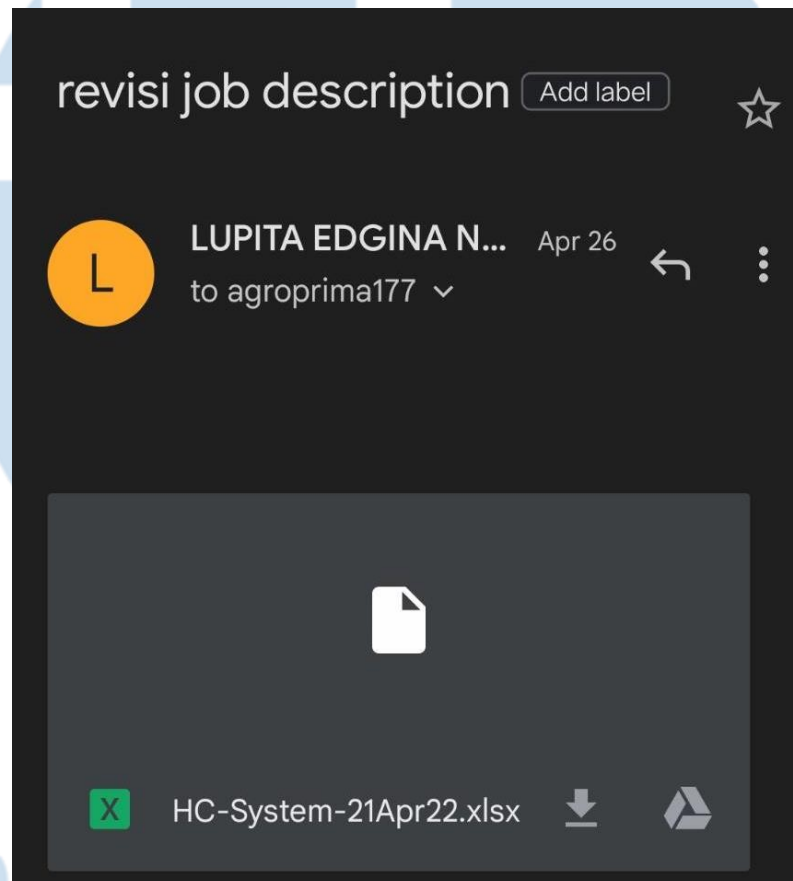 revisi job description Add label
LUPITA EDGINA N... Apr 26
L
to agroprima177
X HC-System-21Apr22.xlsx